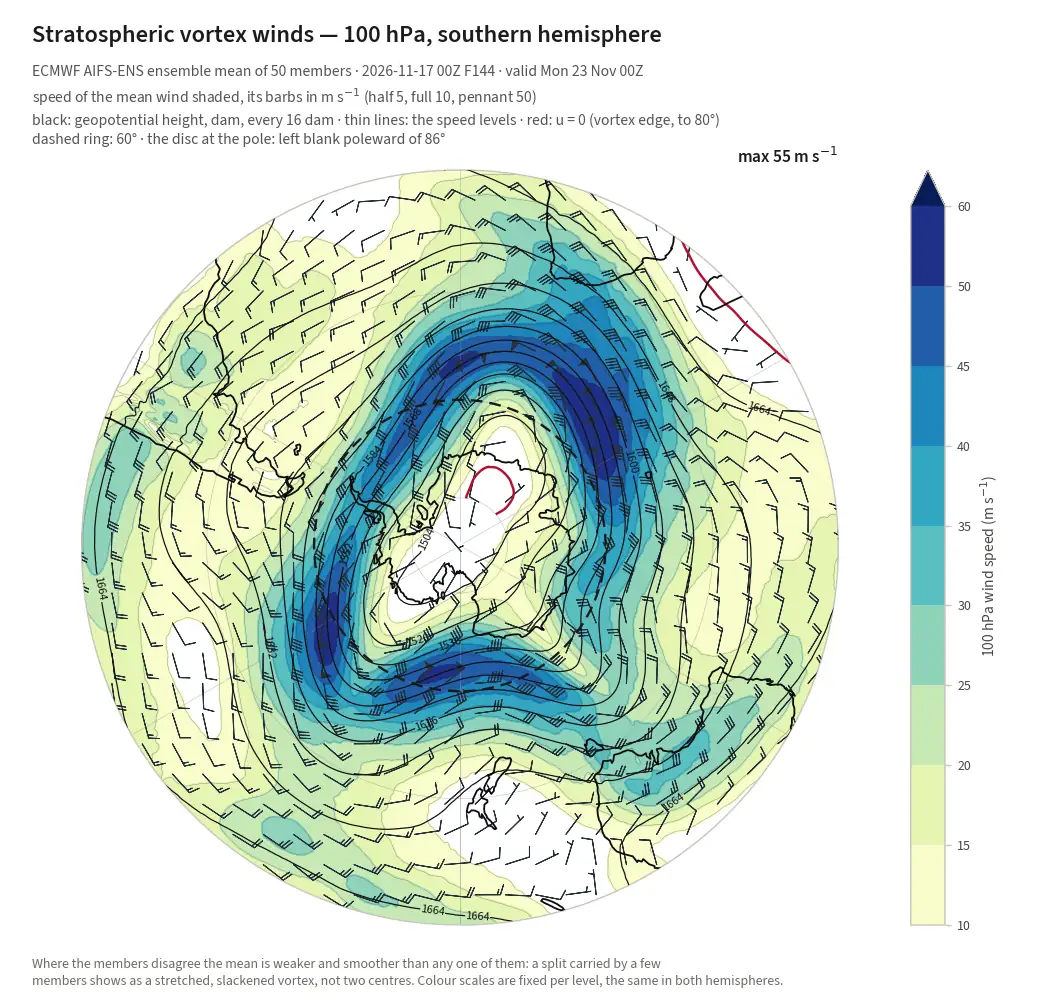 Stratospheric vortex winds — 100 hPa, southern hemisphere
ECMWF AIFS-ENS ensemble mean of 50 members · 2026-11-17 00Z F144 · valid Mon 23 Nov 00Z
speed of the mean wind shaded, its barbs in m s⁻¹ (half 5, full 10, pennant 50)
black: geopotential height, dam, every 16 dam · thin lines: the speed levels · red: u = 0 (vortex edge, to 80°)
dashed ring: 60° · the disc at the pole: left blank poleward of 86°
max 55 m s⁻¹
60
50
45
40
35
30
25
20
15
10
100 hPa wind speed (m s⁻¹)
1664
1600
1504
1664
1520
1616
1664
1664
1664
Where the members disagree the mean is weaker and smoother than any one of them: a split carried by a few
members shows as a stretched, slackened vortex, not two centres. Colour scales are fixed per level, the same in both hemispheres.